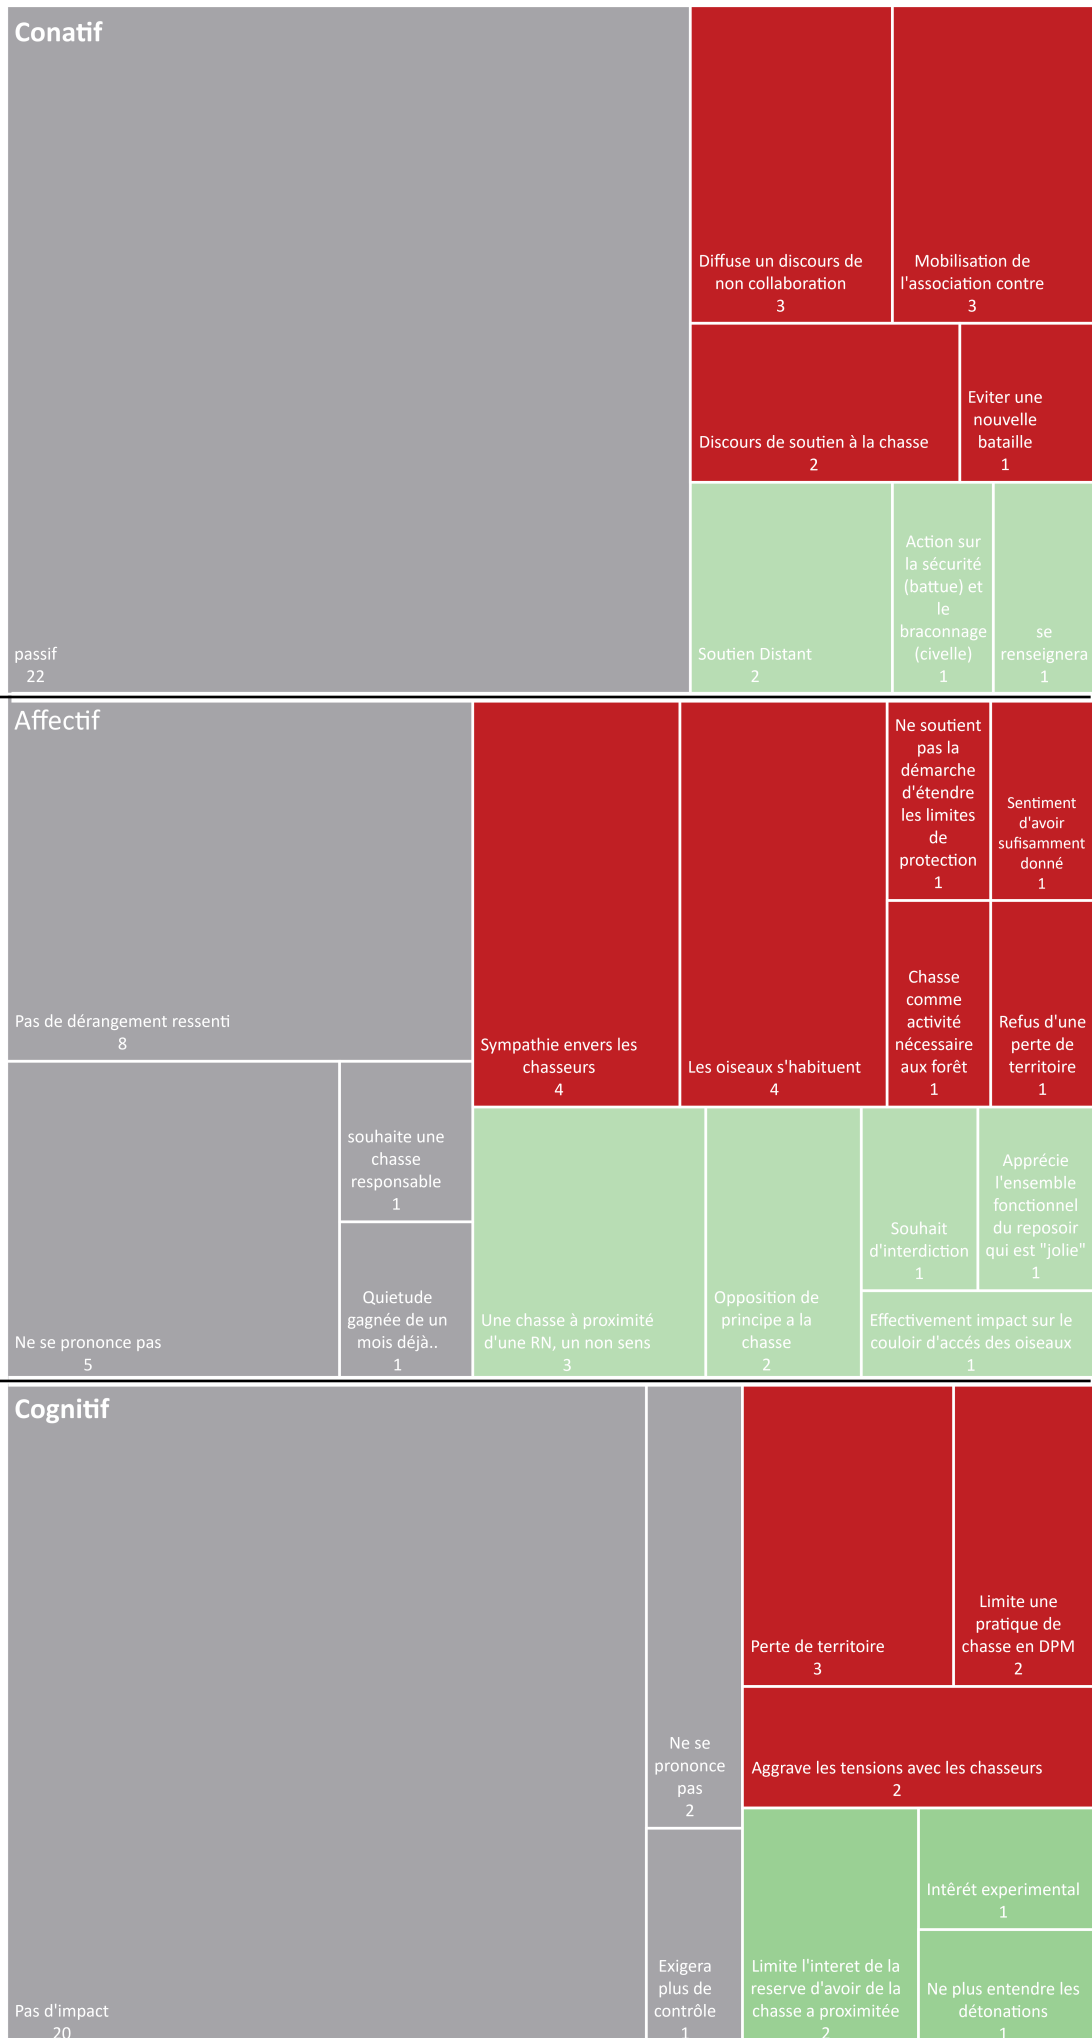 Conatif
passif
22
Diffuse un discours de
non collaboration
3
Mobilisation de
l'association contre
3
Discours de soutien à la chasse
2
Eviter une
nouvelle
bataille
1
Soutien Distant
2
Action sur
la sécurité
(battue) et
le
braconnage
(civelle)
1
se
renseignera
1
Affectif
Pas de dérangement ressenti
8
Ne se prononce pas
5
souhaite une
chasse
responsable
1
Quietude
gagnée de un
mois déjà..
1
Sympathie envers les
chasseurs
4
Les oiseaux s'habituent
4
Ne soutient
pas la
démarche
d'étendre
les limites
de
protection
1
Sentiment
d'avoir
sufisamment
donné
1
Chasse
comme
activité
nécessaire
aux forêt
1
Refus d'une
perte de
territoire
1
Une chasse à proximité
d'une RN, un non sens
3
Opposition de
principe a la
chasse
2
Souhait
d'interdiction
1
Apprécie
l'ensemble
fonctionnel
du reposoir
qui est "jolie"
1
Effectivement impact sur le
couloir d'accés des oiseaux
1
Cognitif
Pas d'impact
20
Ne se
prononce
pas
2
Exigera
plus de
contrôle
1
Perte de territoire
3
Limite une
pratique de
chasse en DPM
2
Aggrave les tensions avec les chasseurs
2
Limite l'interet de la
reserve d'avoir de la
chasse a proximitée
2
Intêrét experimental
1
Ne plus entendre les
détonations
1